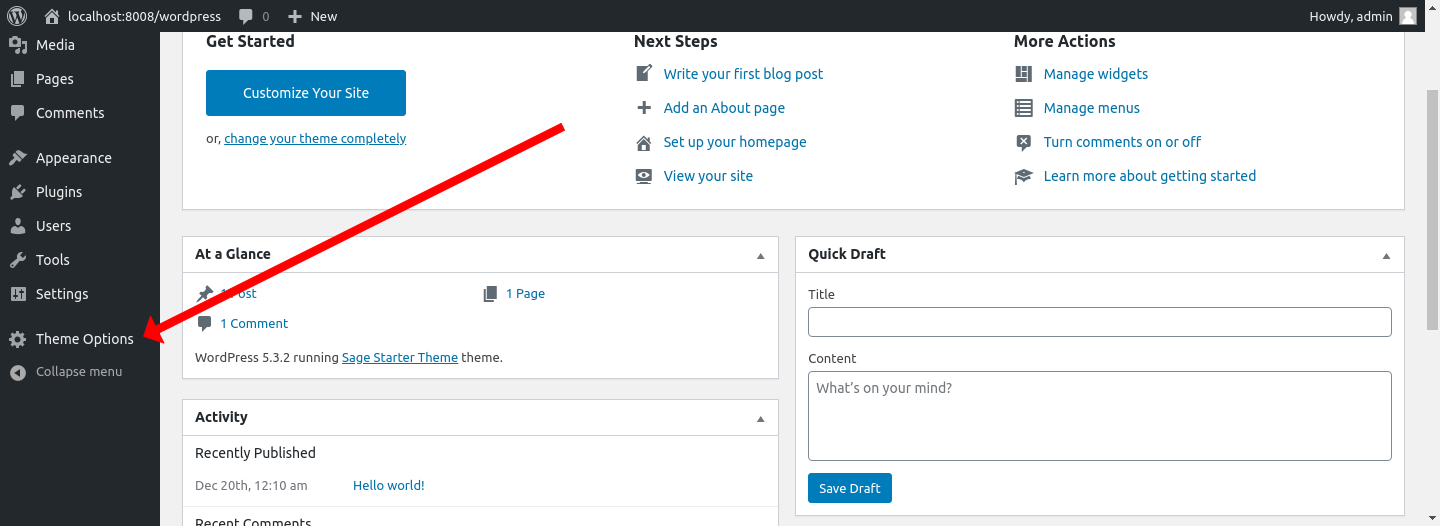 localhost:8008/wordpress 0 New Howdy, admin
Media
Pages
Comments
Appearance
Plugins
Users
Tools
Settings
Theme Options
Collapse menu
Get Started
Customize Your Site
or, change your theme completely
Next Steps
Write your first blog post
Add an About page
Set up your homepage
View your site
More Actions
Manage widgets
Manage menus
Turn comments on or off
Learn more about getting started
At a Glance
1 Post 1 Page
1 Comment
WordPress 5.3.2 running Sage Starter Theme theme.
Activity
Recently Published
Dec 20th, 12:10 am Hello world!
Recent Comments
Quick Draft
Title
Content
What's on your mind?
Save Draft